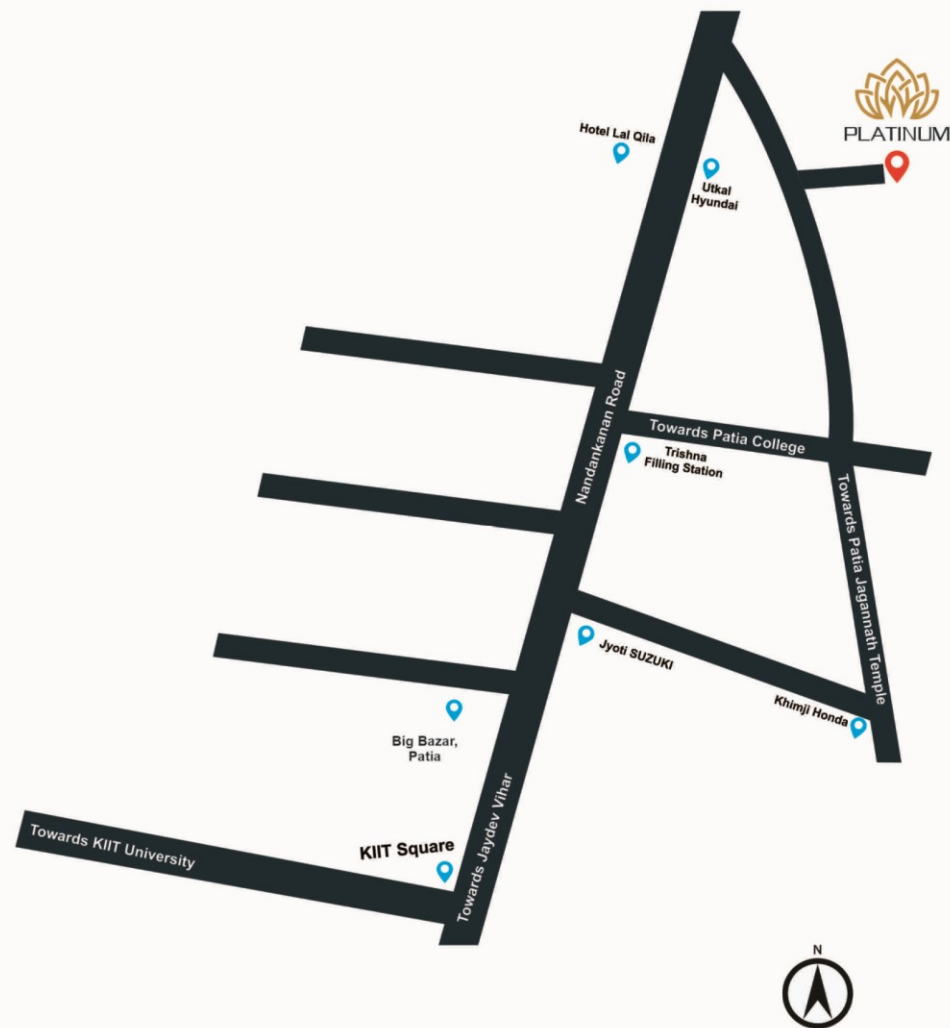 PLATINUM
Hotel Lal Qila
Utkal
Hyundai
Nandankanan Road
Towards Patia College
Trishna
Filling Station
Towards Patia Jagannath Temple
Jyoti SUZUKI
Khimji Honda
Big Bazar,
Patia
Towards Jaydev Vihar
KIIT Square
Towards KIIT University
N